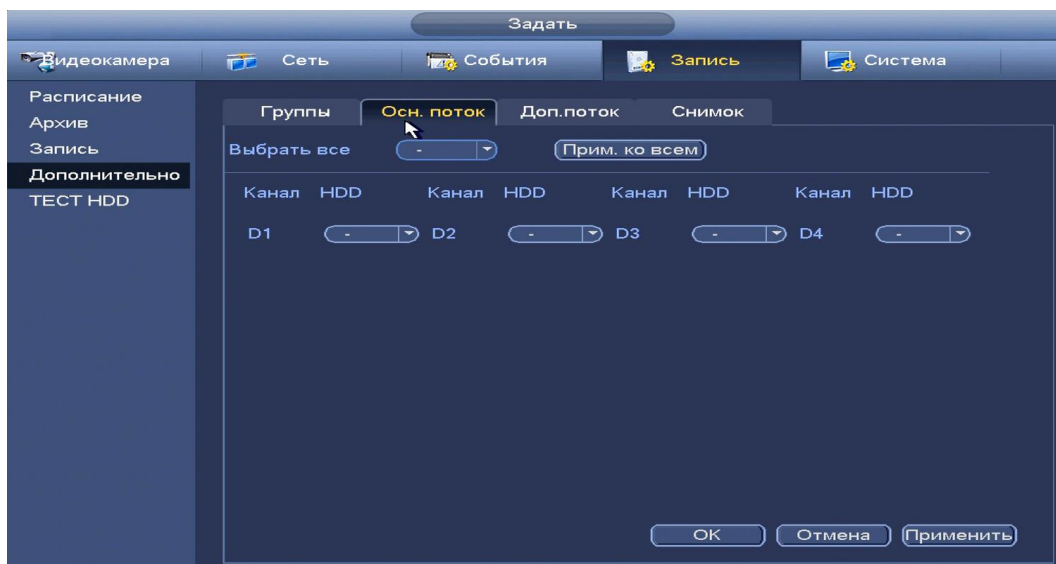 Задать
Видеокамера Сеть События Запись Система
Расписание
Архив
Запись
Дополнительно
ТЕСТ HDD
Группы Осн. поток Доп.поток Снимок
Выбрать все - Прим. ко всем
Канал HDD Канал HDD Канал HDD Канал HDD
D1 - D2 - D3 - D4 -
OK Отмена Применить